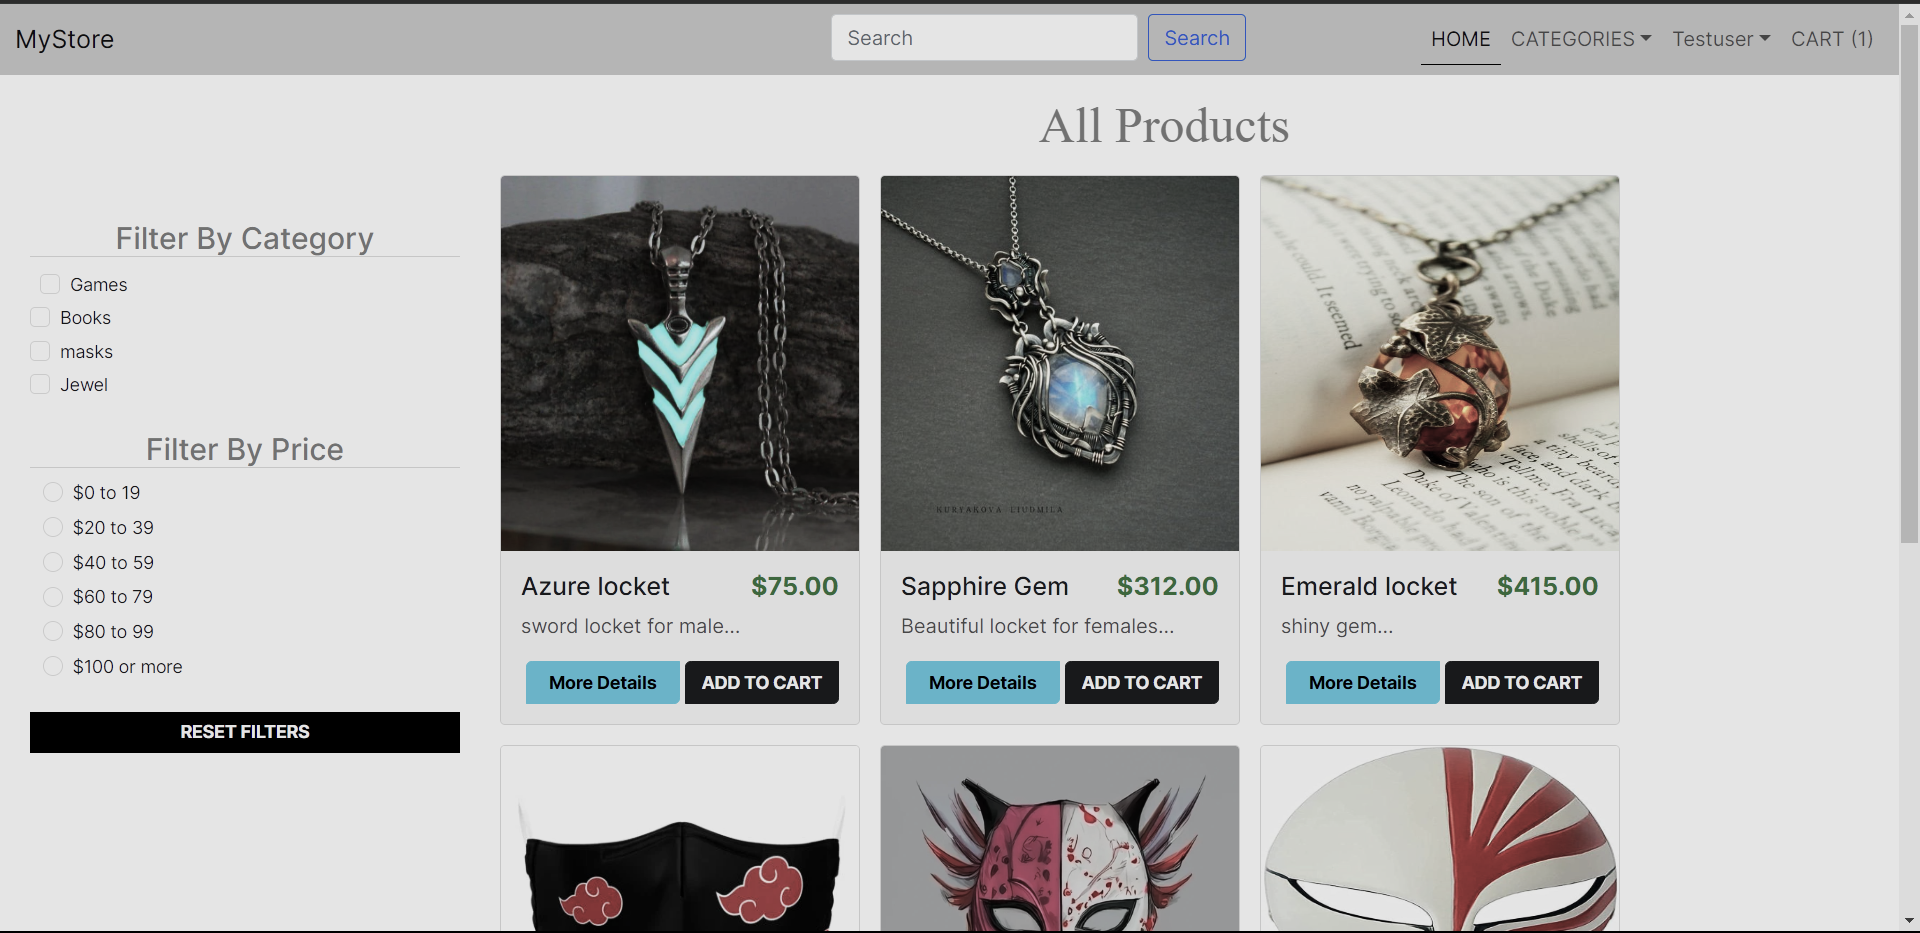 MyStore
Search
Search
HOME
CATEGORIES
Testuser
CART (1)
All Products
Filter By Category
Games
Books
masks
Jewel
Filter By Price
$0 to 19
$20 to 39
$40 to 59
$60 to 79
$80 to 99
$100 or more
RESET FILTERS
KURYAKOVA LIUDMILA
could. It seemed
Azure locket
$75.00
sword locket for male...
More Details
ADD TO CART
Sapphire Gem
$312.00
Beautiful locket for females...
More Details
ADD TO CART
Emerald locket
$415.00
shiny gem...
More Details
ADD TO CART